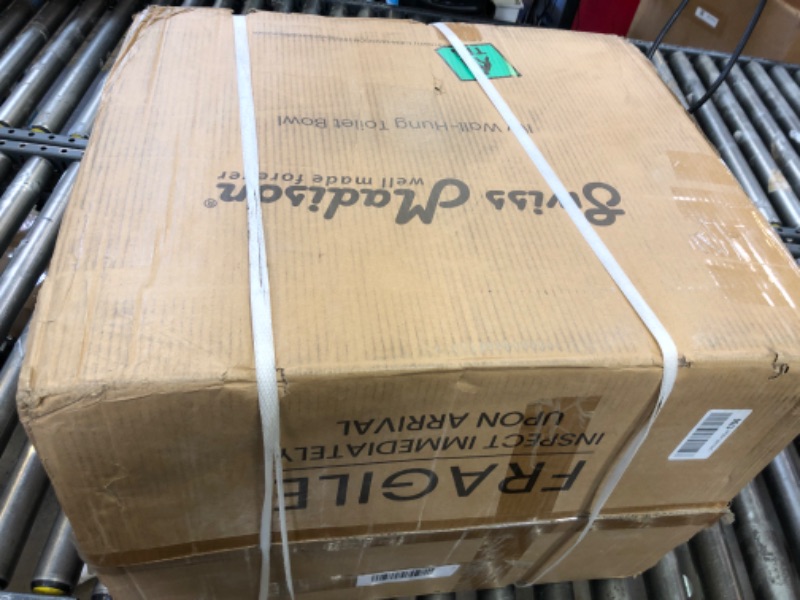 Swiss Madison®
well made forever
Wall-Hung Toilet Bowl
FRAGILE
INSPECT IMMEDIATELY
UPON ARRIVAL